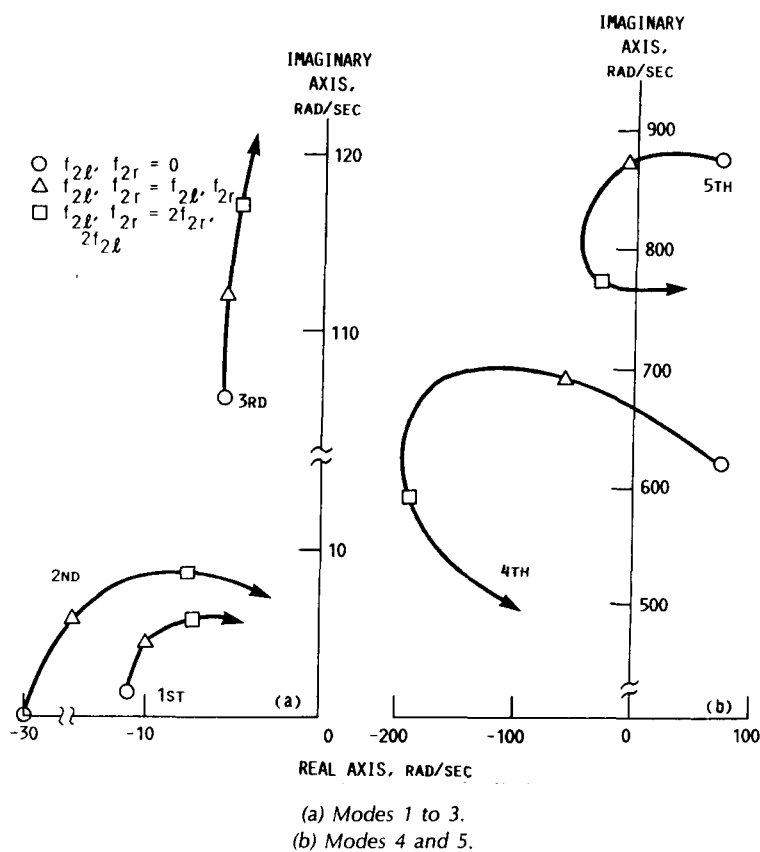 IMAGINARY
AXIS,
RAD/SEC
IMAGINARY
AXIS,
RAD/SEC
○ f2ℓ, f2r = 0
△ f2ℓ, f2r = f2ℓ, f2r
□ f2ℓ, f2r = 2f2r,
2f2ℓ
120
110
10
3RD
2ND
1ST
(a)
-30
-10
0
900
800
700
600
500
5TH
4TH
(b)
-200
-100
0
100
REAL AXIS, RAD/SEC
(a) Modes 1 to 3.
(b) Modes 4 and 5.